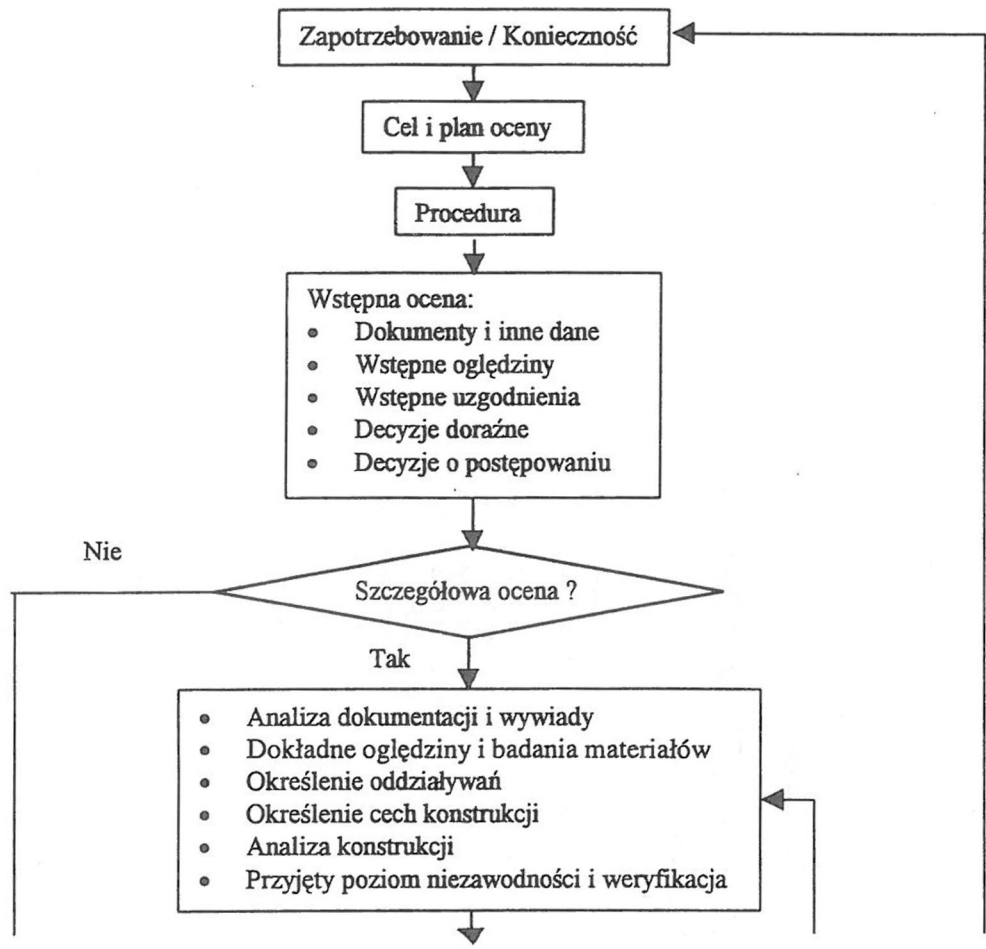 Zapotrzebowanie / Konieczność
Cel i plan oceny
Procedura
Wstępna ocena:
• Dokumenty i inne dane
• Wstępne oględziny
• Wstępne uzgodnienia
• Decyzje doraźne
• Decyzje o postępowaniu
Nie
Szczegółowa ocena ?
Tak
• Analiza dokumentacji i wywiady
• Dokładne oględziny i badania materiałów
• Określenie oddziaływań
• Określenie cech konstrukcji
• Analiza konstrukcji
• Przyjęty poziom niezawodności i weryfikacja